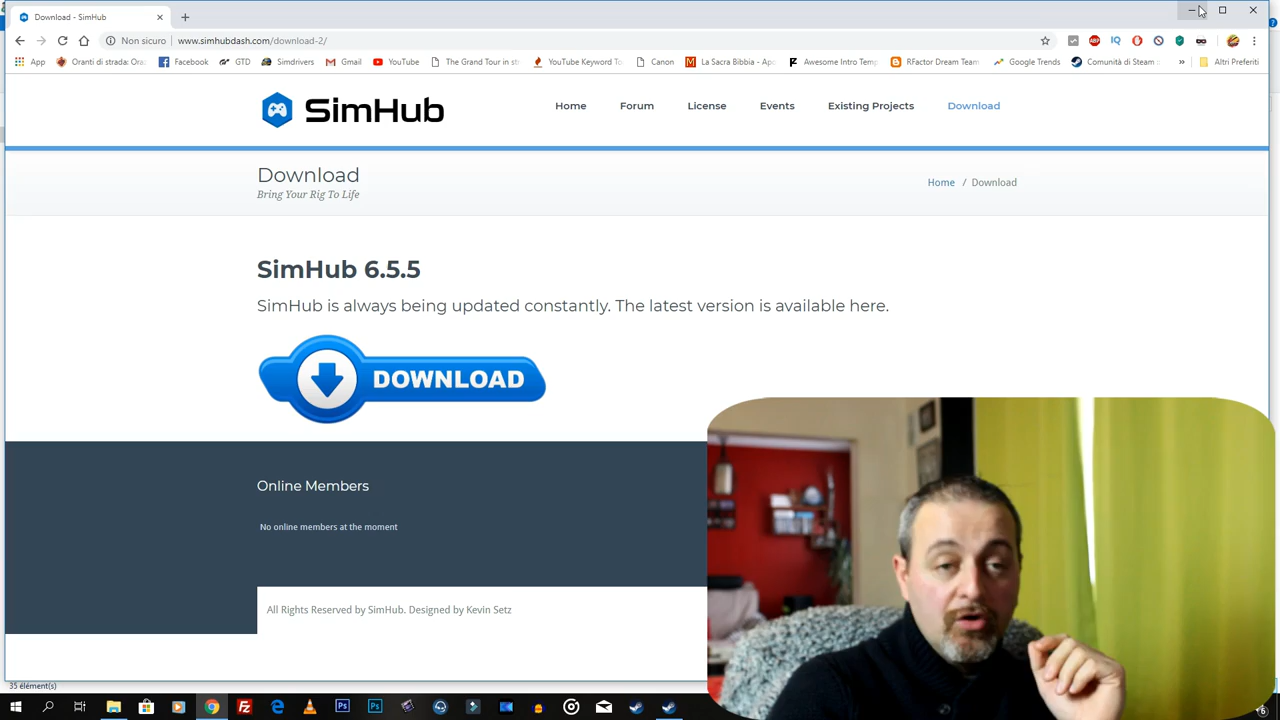 Download - SimHub
Non sicuro
www.simhubdash.com/download-2/
App
Oranti di strada: Ora
Facebook
GTD
Simdrivers
Gmail
YouTube
The Grand Tour in st
YouTube Keyword To
Canon
La Sacra Bibbia - Apo
Awesome Intro Temp
RFactor Dream Team
Google Trends
Comunità di Steam o
»
Altri Preferiti
SimHub
Home
Forum
License
Events
Existing Projects
Download
Download
Bring Your Rig To Life
Home / Download
SimHub 6.5.5
SimHub is always being updated constantly. The latest version is available here.
DOWNLOAD
Online Members
No online members at the moment
All Rights Reserved by SimHub. Designed by Kevin Setz
35 élément(s)